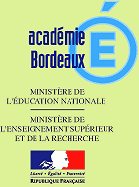 académie
Bordeaux
É
MINISTÈRE DE
L'ÉDUCATION NATIONALE
MINISTÈRE DE
L'ENSEIGNEMENT SUPÉRIEUR
ET DE LA RECHERCHE
Liberté • Égalité • Fraternité
RÉPUBLIQUE FRANÇAISE